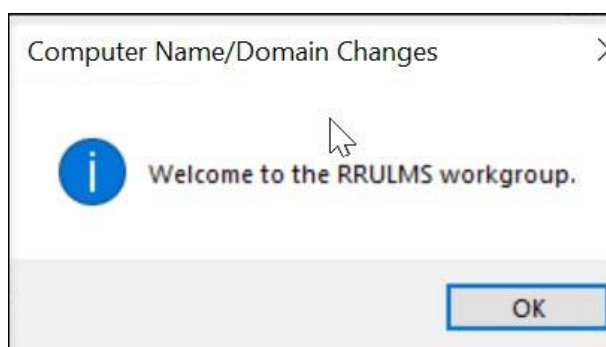 Computer Name/Domain Changes
Welcome to the RRULMS workgroup.
OK